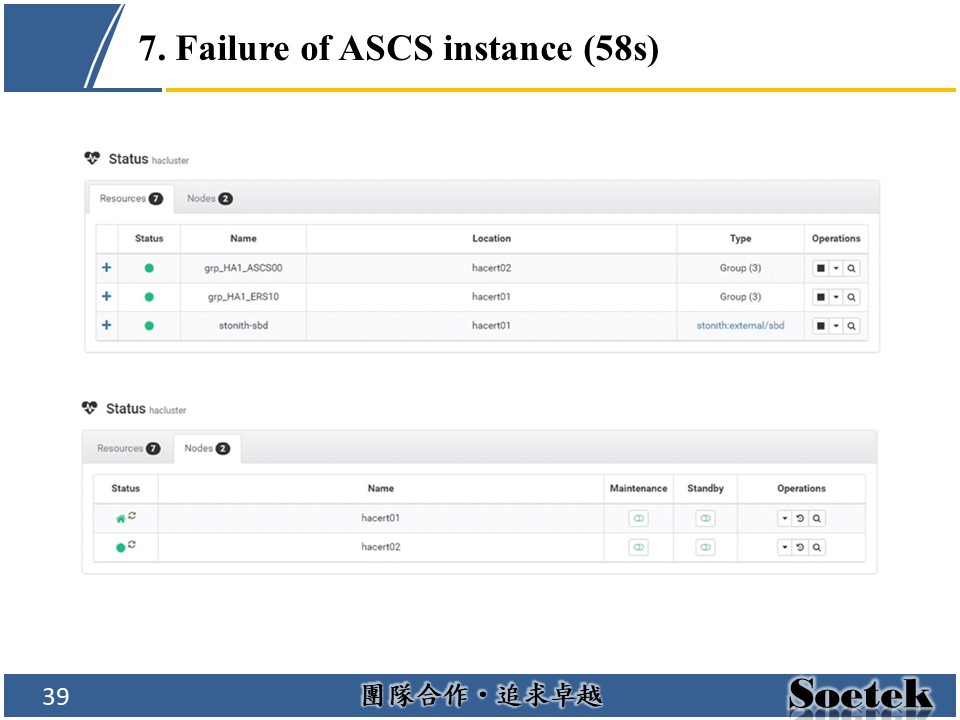 7. Failure of ASCS instance (58s)
Status hacluster
Resources 7 Nodes 2
Status Name Location Type Operations
grp_HA1_ASCS00 hacert02 Group (3)
grp_HA1_ERS10 hacert01 Group (3)
stonith-sbd hacert01 stonith:external/sbd
Status hacluster
Resources 7 Nodes 2
Status Name Maintenance Standby Operations
hacert01
hacert02
39 團隊合作·追求卓越 Soetek